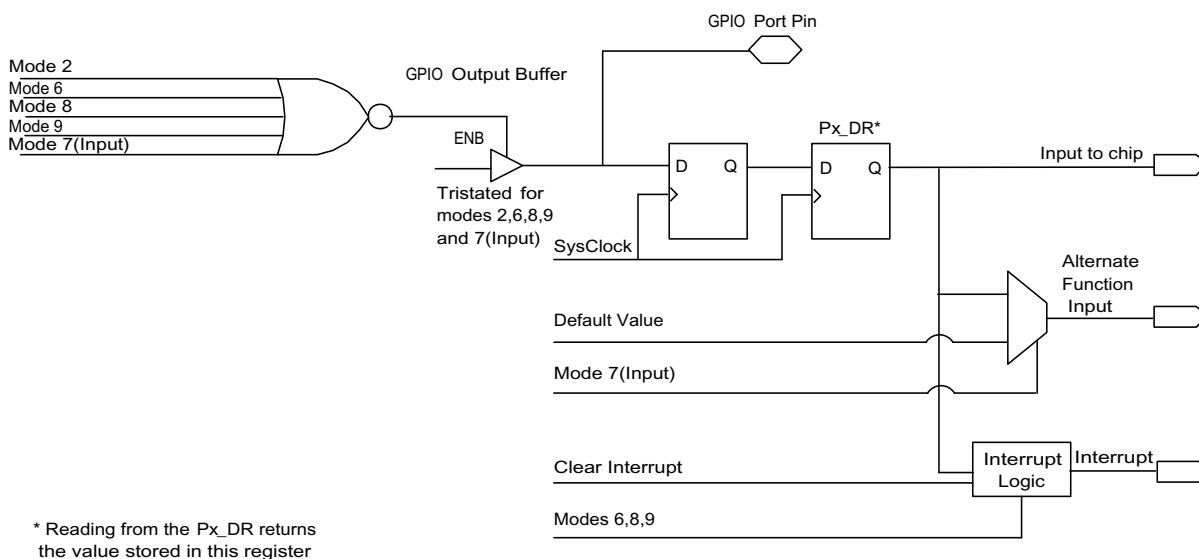 GPIO Port Pin
Mode 2
Mode 6
Mode 8
Mode 9
Mode 7(Input)
GPIO Output Buffer
ENB
Tristated for
modes 2,6,8,9
and 7(Input)
SysClock
D Q
Px_DR*
D Q
Input to chip
Alternate
Function
Input
Default Value
Mode 7(Input)
Clear Interrupt
Interrupt
Logic
Interrupt
Modes 6,8,9
* Reading from the Px_DR returns
the value stored in this register